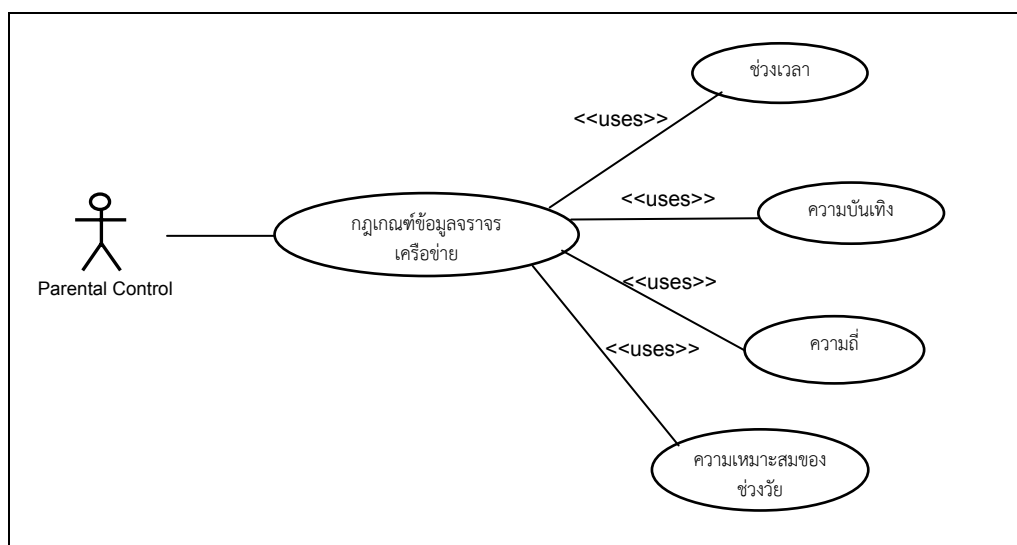 ช่วงเวลา
<<uses>>
<<uses>>
ความบันเทิง
กฎเกณฑ์ข้อมูลจราจร
เครือข่าย
Parental Control
<<uses>>
<<uses>>
ความถี่
ความเหมาะสมของ
ช่วงวัย